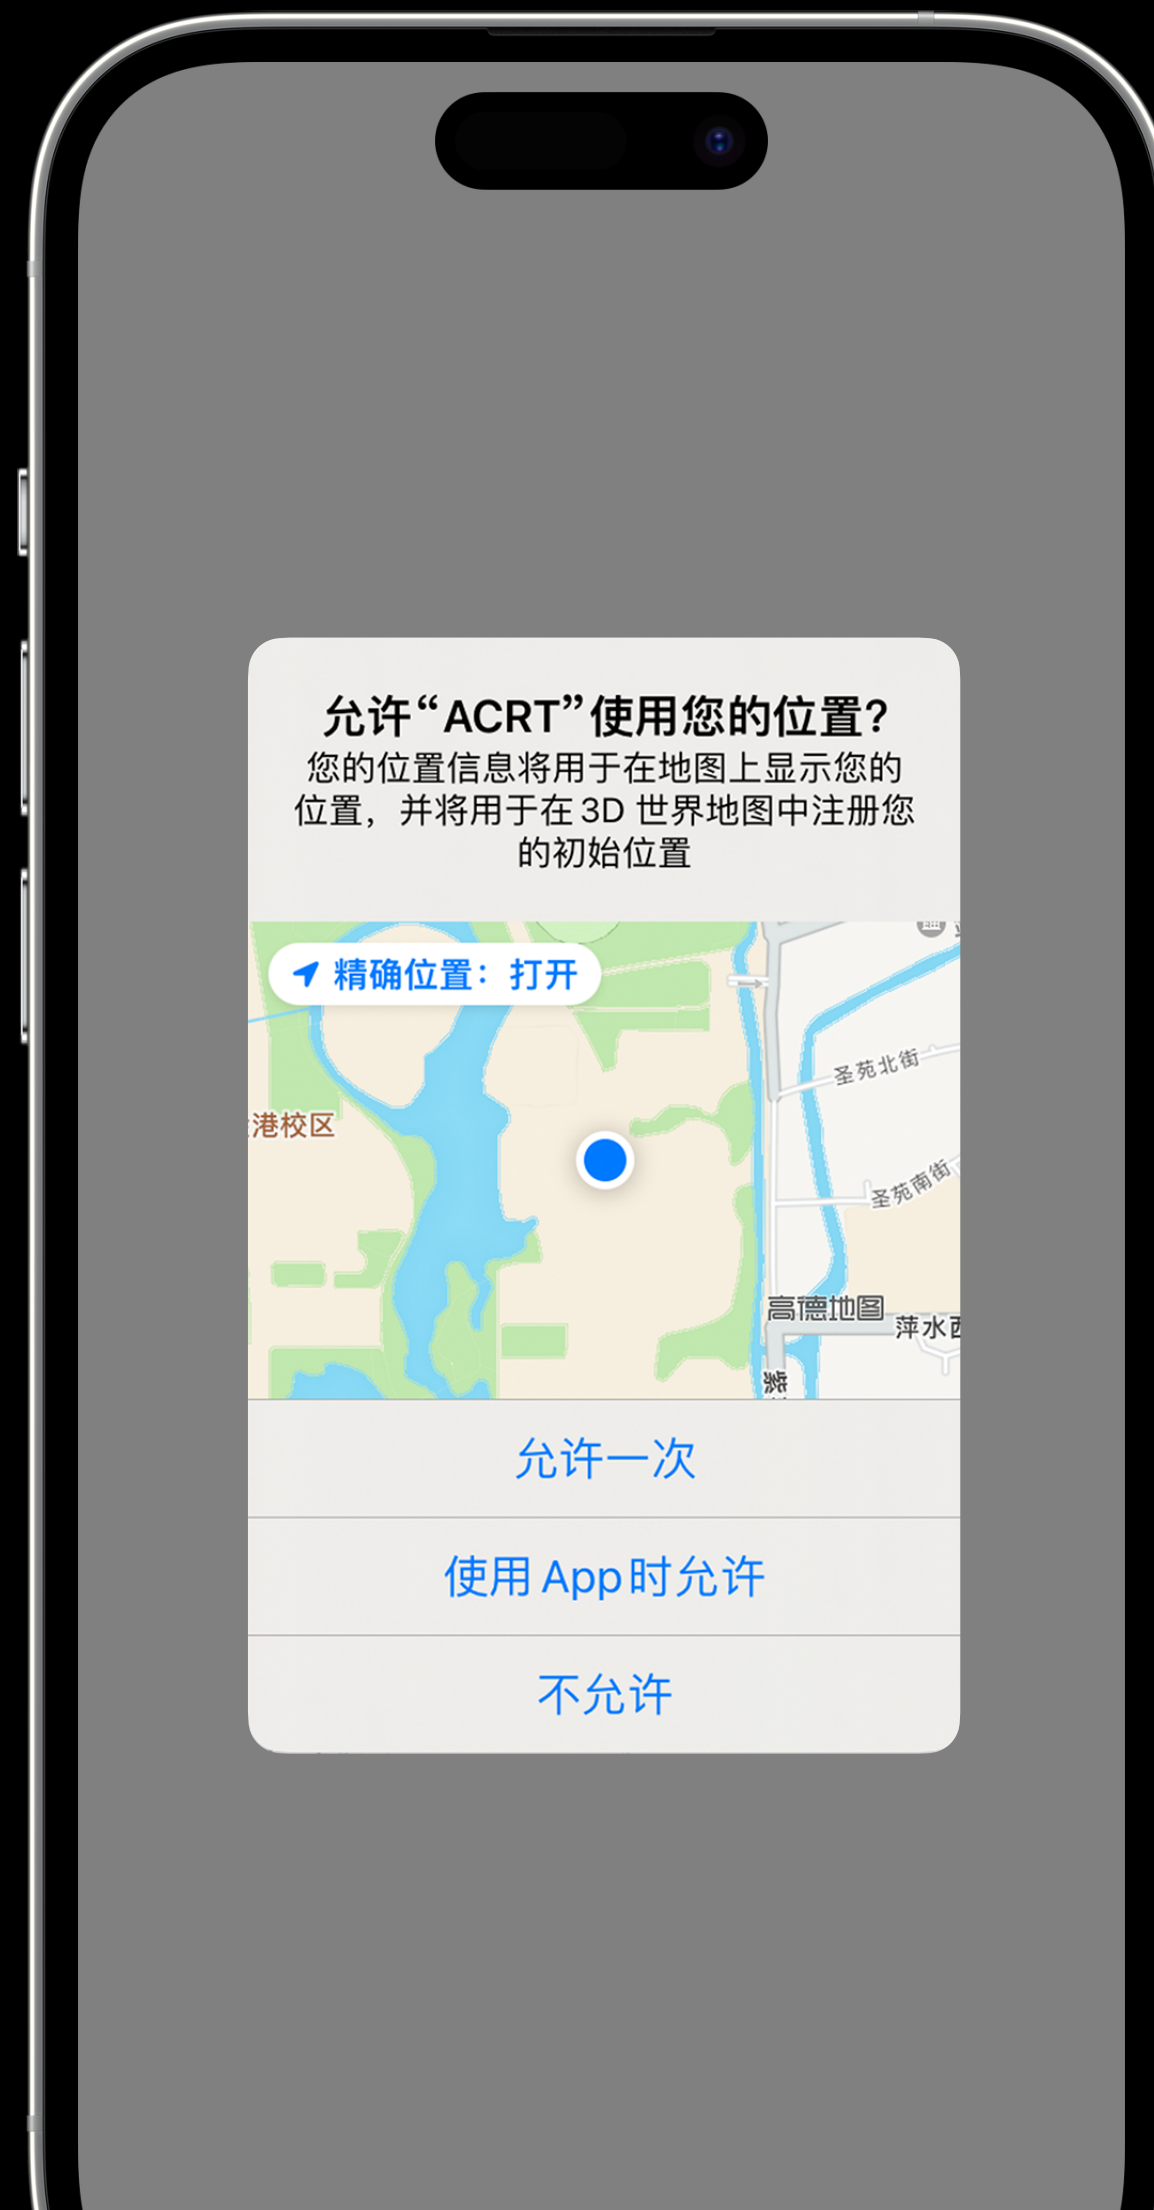 允许“ACRT”使用您的位置?
您的位置信息将用于在地图上显示您的
位置，并将用于在 3D 世界地图中注册您
的初始位置
精确位置：打开
圣苑北街
港校区
圣苑南街
高德地图
萍水西
紫
允许一次
使用 App 时允许
不允许